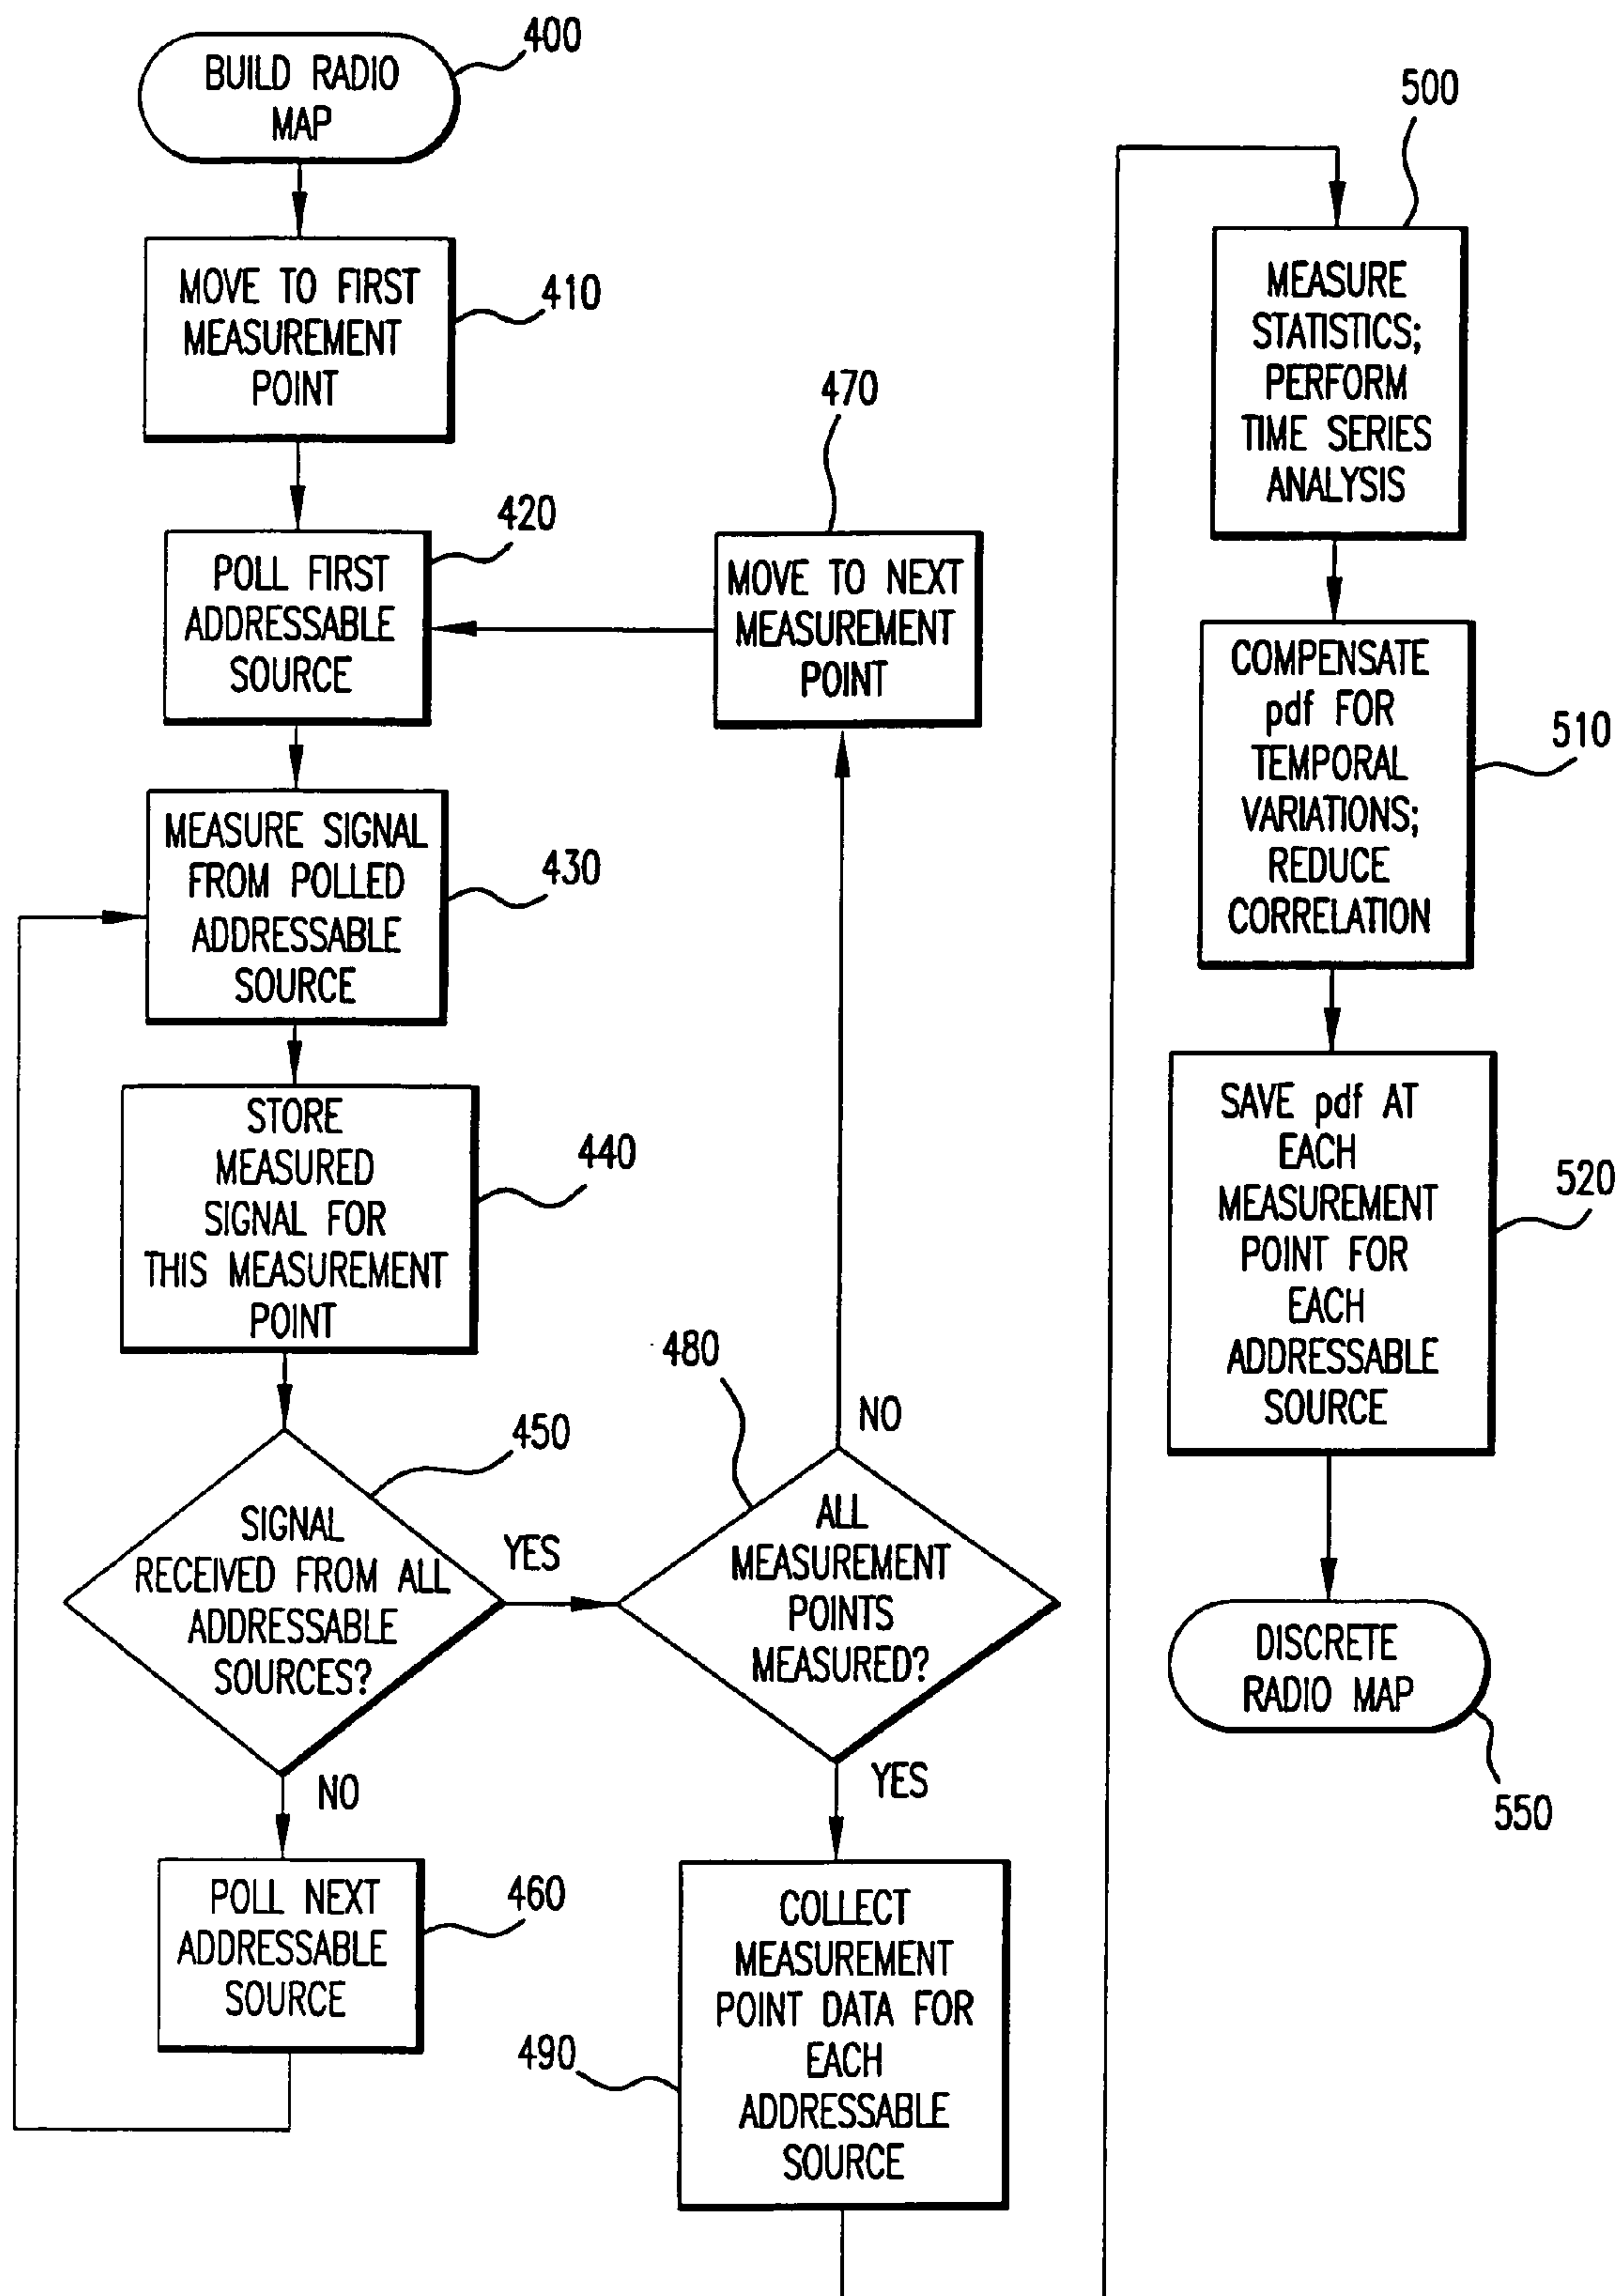 400
BUILD RADIO
MAP
410
MOVE TO FIRST
MEASUREMENT
POINT
420
POLL FIRST
ADDRESSABLE
SOURCE
430
MEASURE SIGNAL
FROM POLLED
ADDRESSABLE
SOURCE
440
STORE
MEASURED
SIGNAL FOR
THIS MEASUREMENT
POINT
450
SIGNAL
RECEIVED FROM ALL
ADDRESSABLE
SOURCES?
YES
NO
460
POLL NEXT
ADDRESSABLE
SOURCE
470
MOVE TO NEXT
MEASUREMENT
POINT
480
NO
ALL
MEASUREMENT
POINTS
MEASURED?
YES
490
COLLECT
MEASUREMENT
POINT DATA FOR
EACH
ADDRESSABLE
SOURCE
500
MEASURE
STATISTICS;
PERFORM
TIME SERIES
ANALYSIS
510
COMPENSATE
pdf FOR
TEMPORAL
VARIATIONS;
REDUCE
CORRELATION
520
SAVE pdf AT
EACH
MEASUREMENT
POINT FOR
EACH
ADDRESSABLE
SOURCE
DISCRETE
RADIO MAP
550